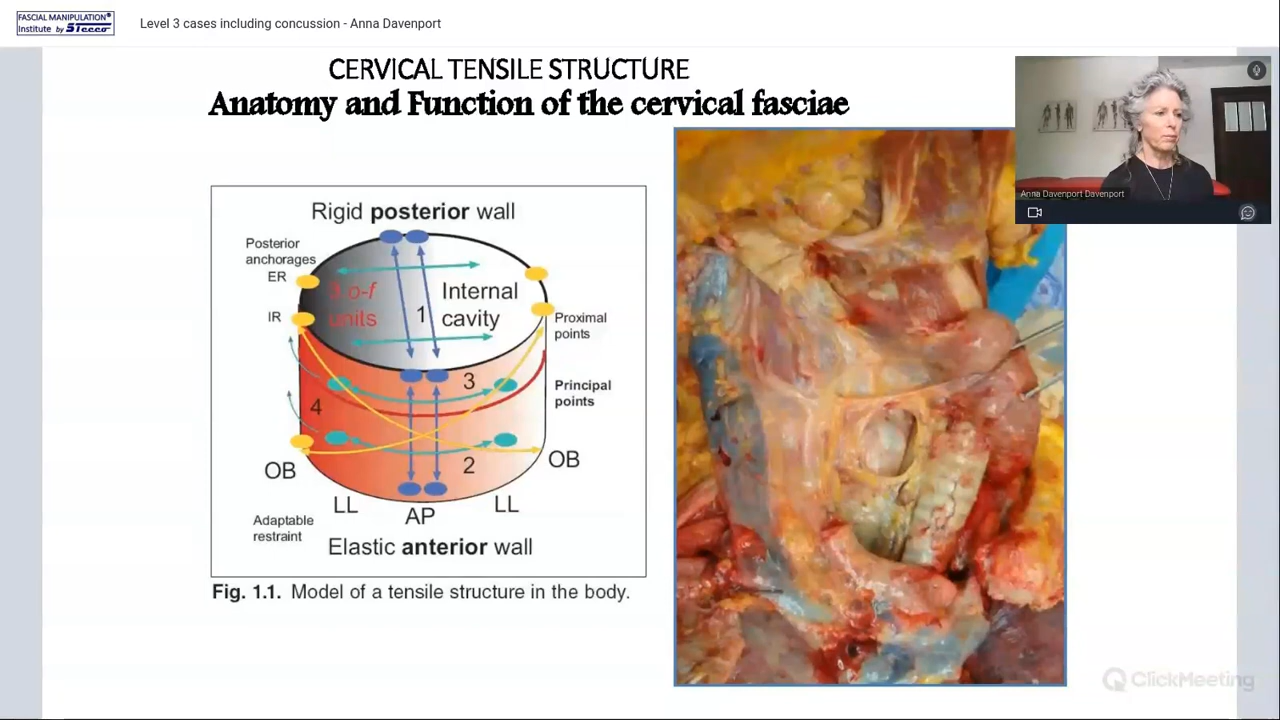 FASCIAL MANIPULATION®
Institute by Stecco
Level 3 cases including concussion - Anna Davenport
CERVICAL TENSILE STRUCTURE
Anatomy and Function of the cervical fasciae
Anna Davenport Davenport
Rigid posterior wall
Posterior
anchorages
ER
IR
o-f
units
1
Internal
cavity
Proximal
points
3
Principal
points
4
2
OB
OB
LL
LL
AP
Adaptable
restraint
Elastic anterior wall
Fig. 1.1. Model of a tensile structure in the body.
ClickMeeting